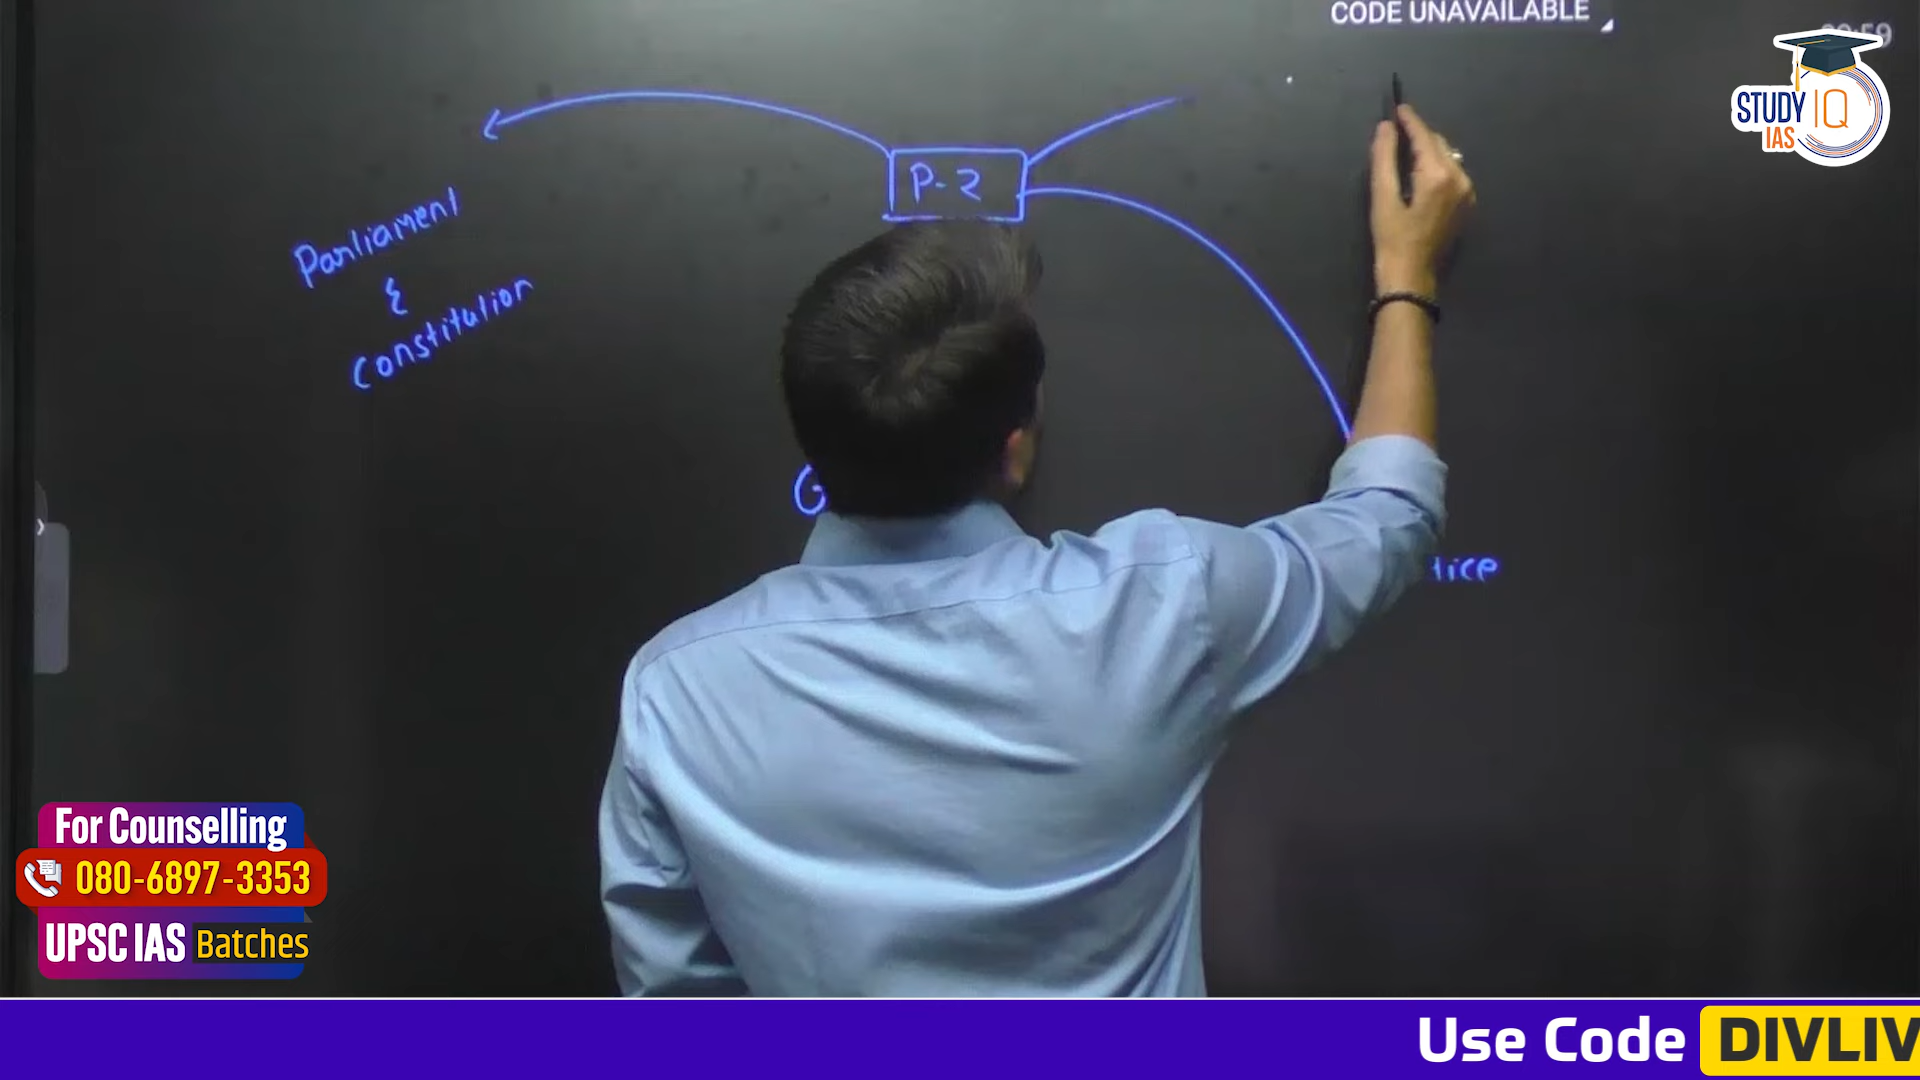 CODE UNAVAILABLE
STUDY IQ
IAS
P-2
Parliament
&
Constitution
For Counselling
080-6897-3353
UPSC IAS Batches
Use Code DIVLIV